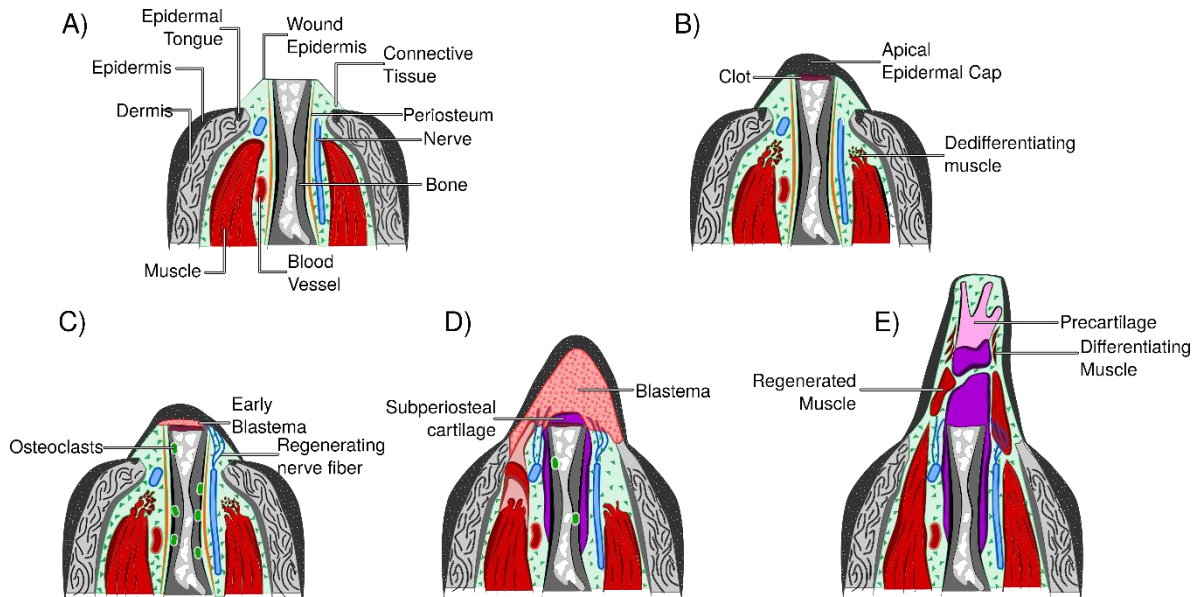 A)
Epidermal
Tongue
Wound
Epidermis
Connective
Tissue
Epidermis
Dermis
Periosteum
Nerve
Bone
Muscle
Blood
Vessel
B)
Apical
Epidermal Cap
Clot
Dedifferentiating
muscle
C)
Early
Blastema
Osteoclasts
Regenerating
nerve fiber
D)
Blastema
Subperiosteal
cartilage
E)
Precartilage
Differentiating
Muscle
Regenerated
Muscle